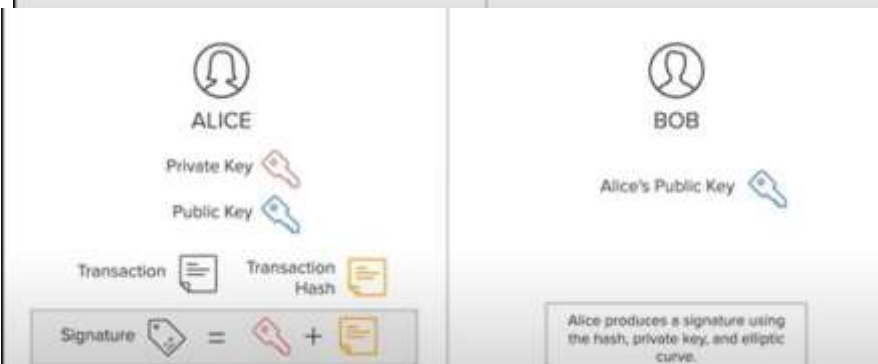 ALICE
Private Key
Public Key
Transaction
Transaction
Hash
Signature = +
BOB
Alice's Public Key
Alice produces a signature using
the hash, private key, and elliptic
curve.